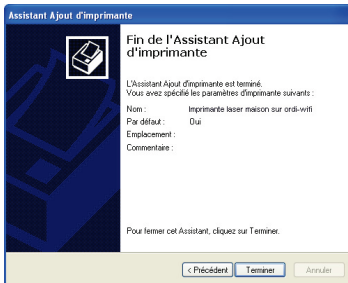 Assistant Ajout d'imprimante
Fin de l'Assistant Ajout
d'imprimante
L'Assistant Ajout d'imprimante est terminé.
Vous avez spécifié les paramètres d'imprimante suivants :
Nom : Imprimante laser maison sur ordi-wifi
Par défaut : Oui
Emplacement :
Commentaire :
Pour fermer cet Assistant, cliquez sur Terminer.
< Précédent Terminer Annuler